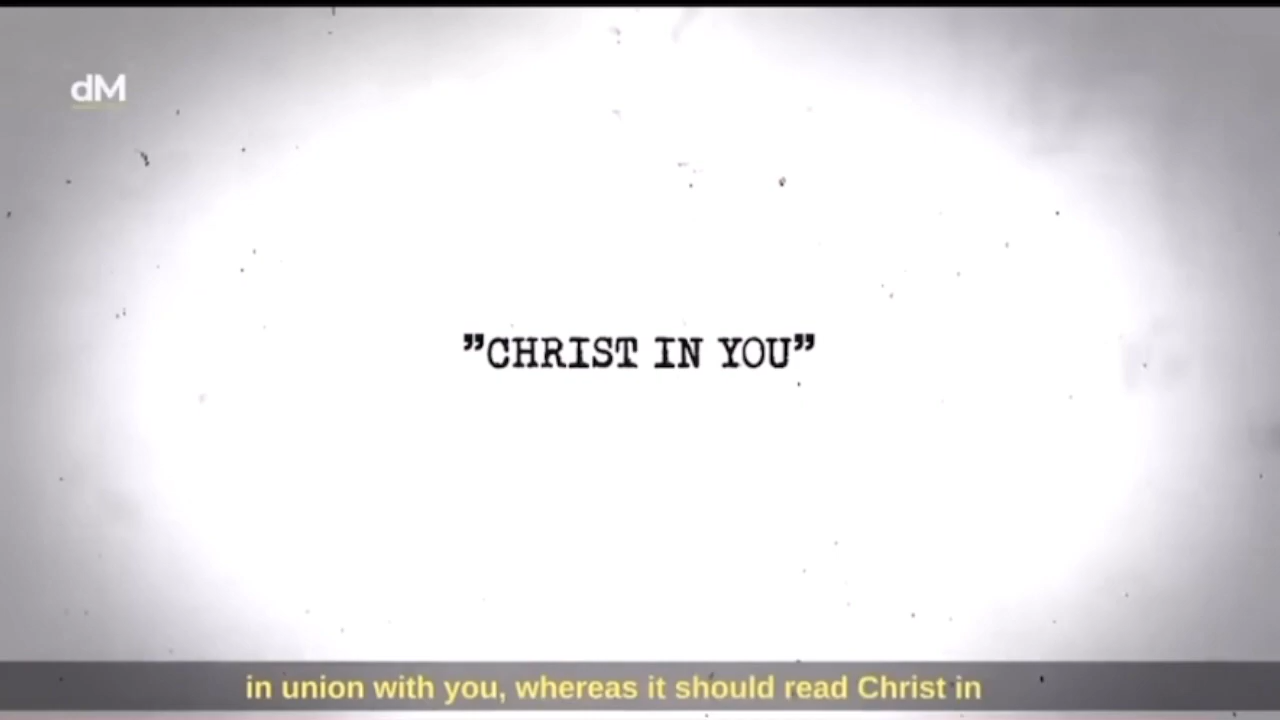 dM
”CHRIST IN YOU”
in union with you, whereas it should read Christ in